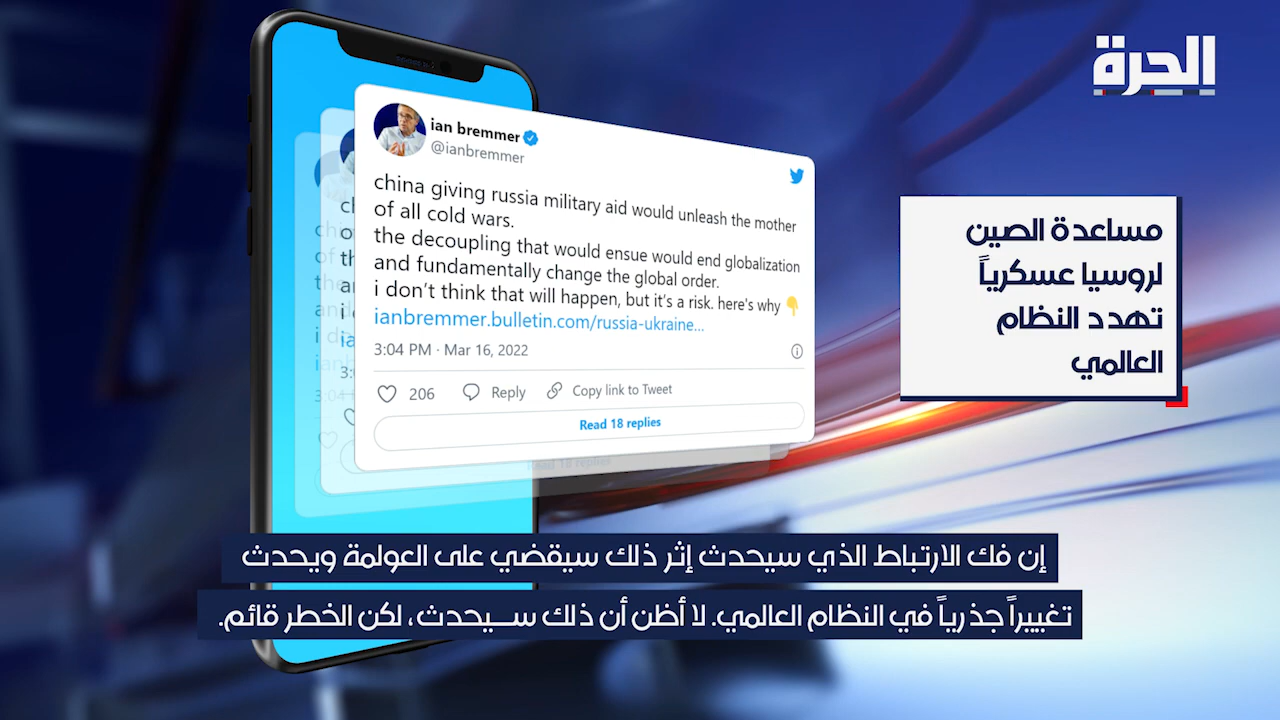 الحرة
ian bremmer
@ianbremmer
china giving russia military aid would unleash the mother
of all cold wars.
the decoupling that would ensue would end globalization
and fundamentally change the global order.
i don't think that will happen, but it's a risk. here's why 👇
ianbremmer.bulletin.com/russia-ukraine...
3:04 PM · Mar 16, 2022
206 Reply Copy link to Tweet
Read 18 replies
مساعدة الصين
لروسيا عسكرياً
تهدد النظام
العالمي
إن فك الارتباط الذي سيحدث إثر ذلك سيقضي على العولمة ويحدث
تغييراً جذرياً في النظام العالمي. لا أظن أن ذلك سيحدث، لكن الخطر قائم.